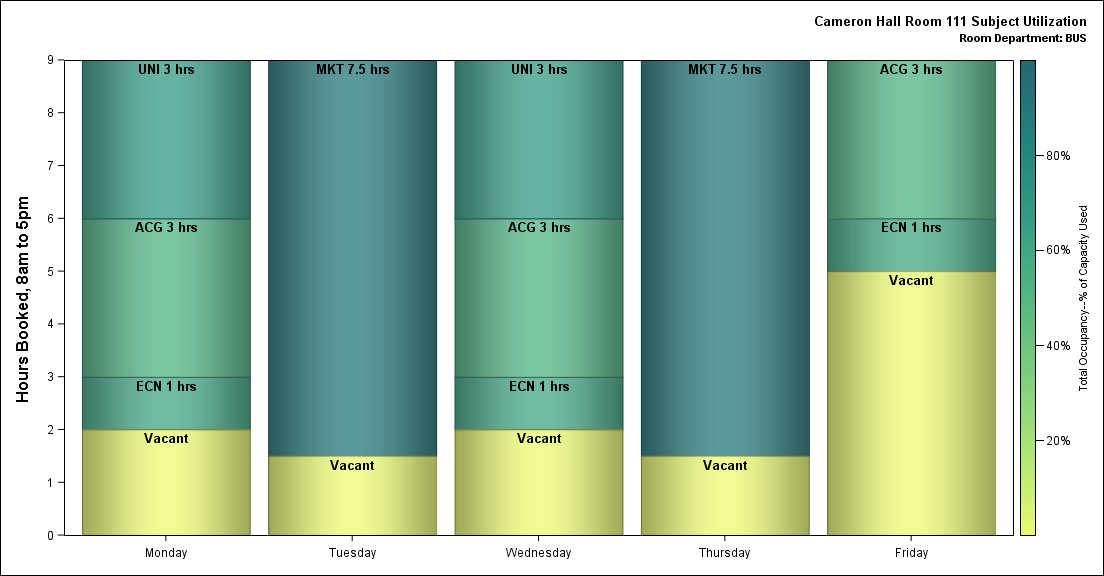 Cameron Hall Room 111 Subject Utilization
Room Department: BUS
Hours Booked, 8am to 5pm
9
8
7
6
5
4
3
2
1
0
UNI 3 hrs
ACG 3 hrs
ECN 1 hrs
Vacant
MKT 7.5 hrs
Vacant
UNI 3 hrs
ACG 3 hrs
ECN 1 hrs
Vacant
MKT 7.5 hrs
Vacant
ACG 3 hrs
ECN 1 hrs
Vacant
Monday
Tuesday
Wednesday
Thursday
Friday
80%
60%
40%
20%
Total Occupancy--% of Capacity Used